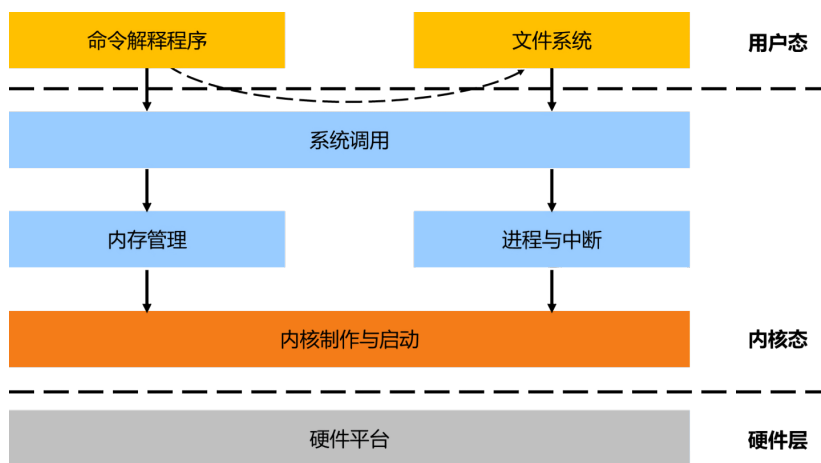 命令解释程序
文件系统
用户态
系统调用
内存管理
进程与中断
内核制作与启动
内核态
硬件平台
硬件层